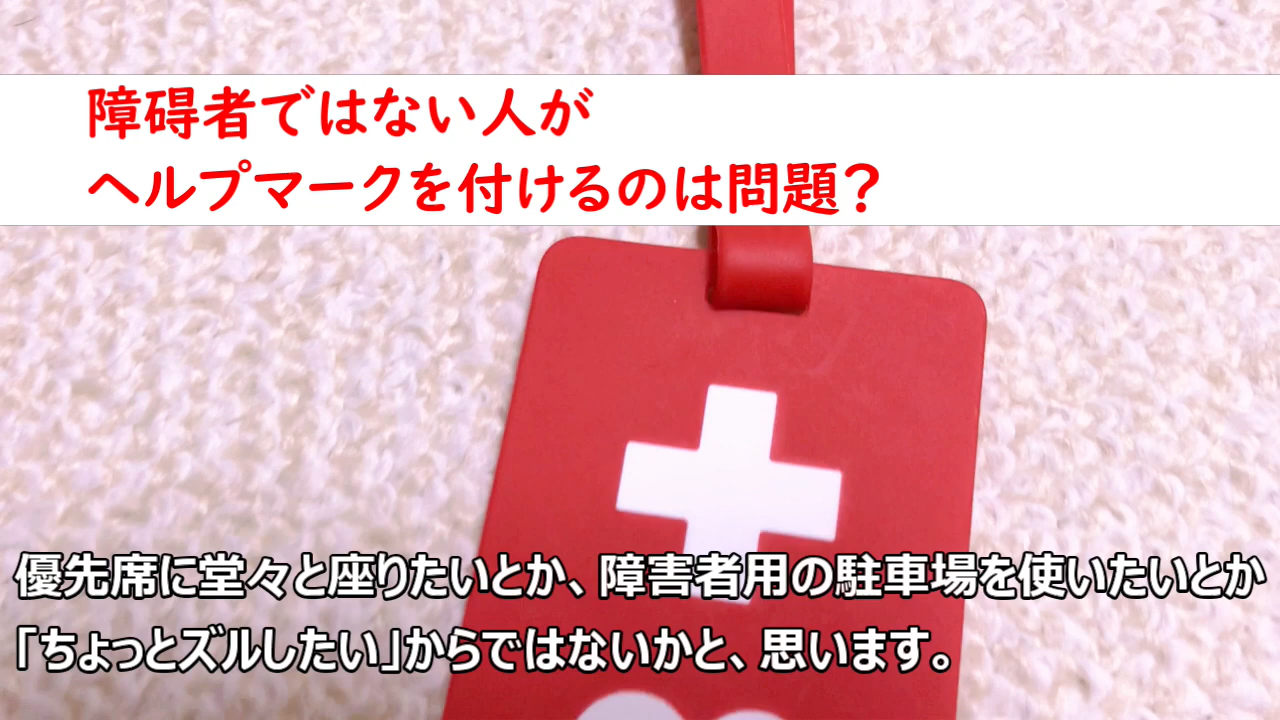 障碍者ではない人が
ヘルプマークを付けるのは問題?
優先席に堂々と座りたいとか、障害者用の駐車場を使いたいとか
「ちょっとズルしたい」からではないかと、思います。